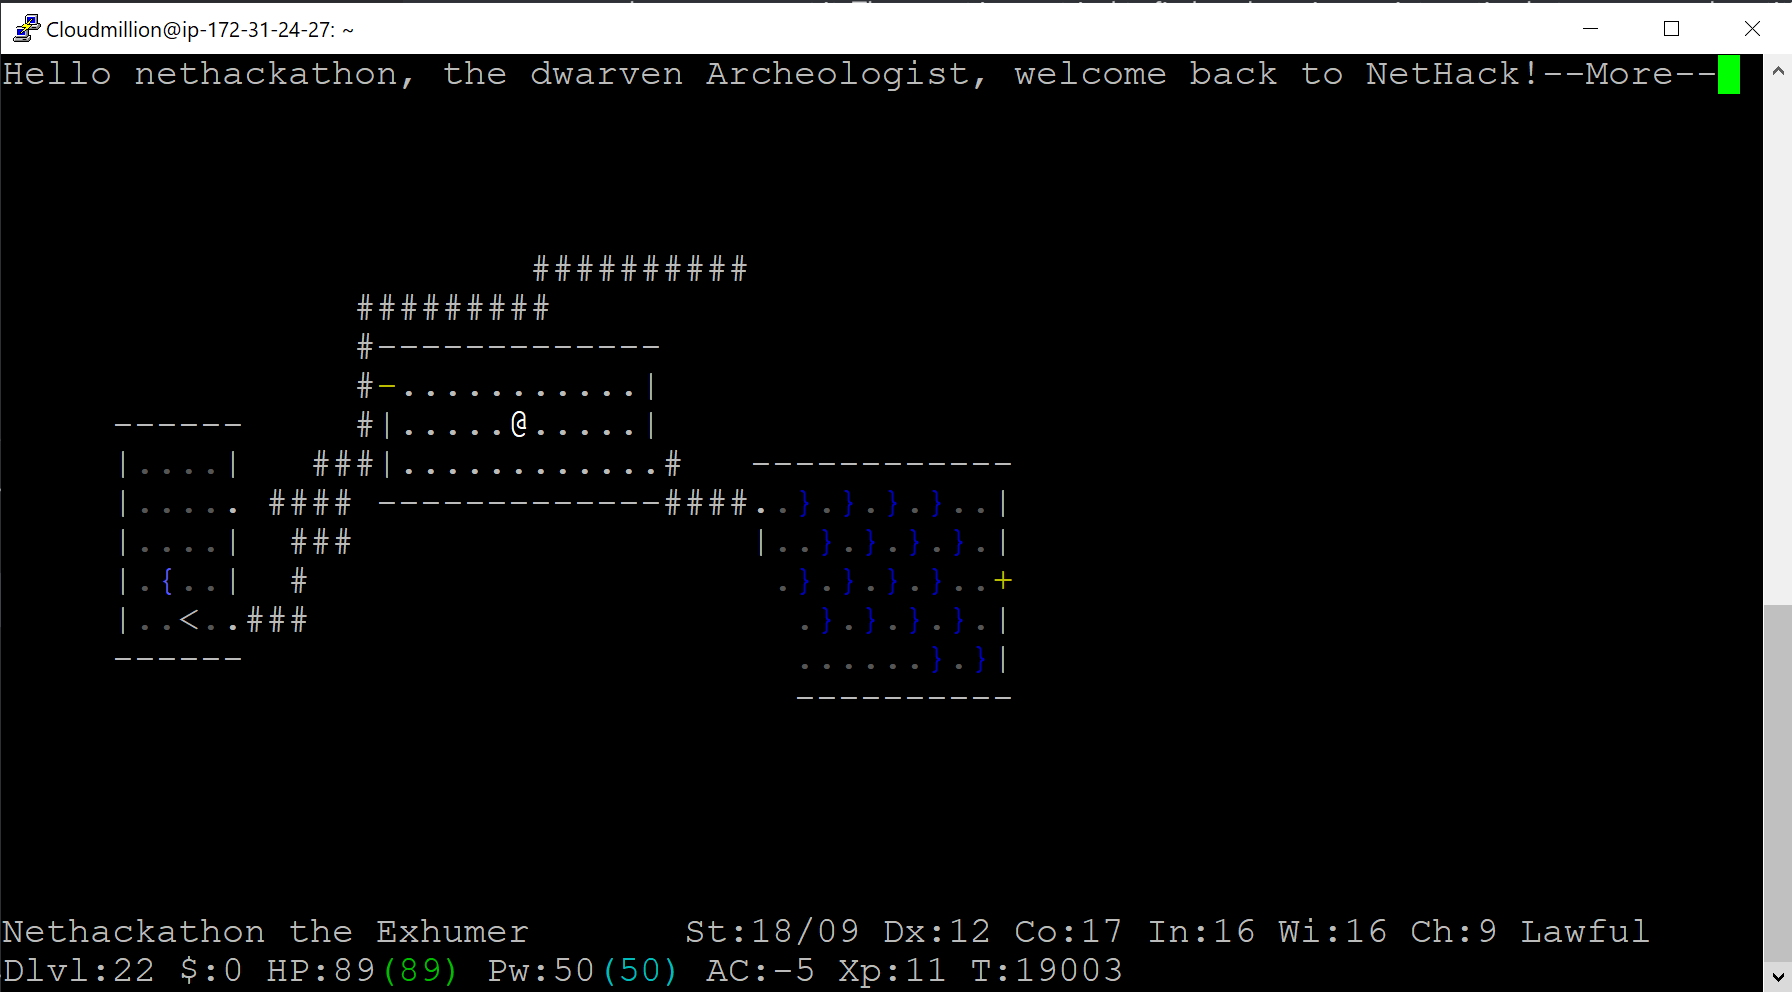 Cloudmillion@ip-172-31-24-27: ~
Hello nethackathon, the dwarven Archeologist, welcome back to NetHack!--More--
##########
#########
#-------------
#-...........|
------ #|.....@.....|
|....| ###|............# ------------
|..... #### -------------####..}.}.}.}..|
|....| ### |..}.}.}.}.|
|.{..| # .}.}.}.}..+
|..<..### .}.}.}.}.|
------ ......}.}|
----------
Nethackathon the Exhumer St:18/09 Dx:12 Co:17 In:16 Wi:16 Ch:9 Lawful
Dlvl:22 $:0 HP:89(89) Pw:50(50) AC:-5 Xp:11 T:19003